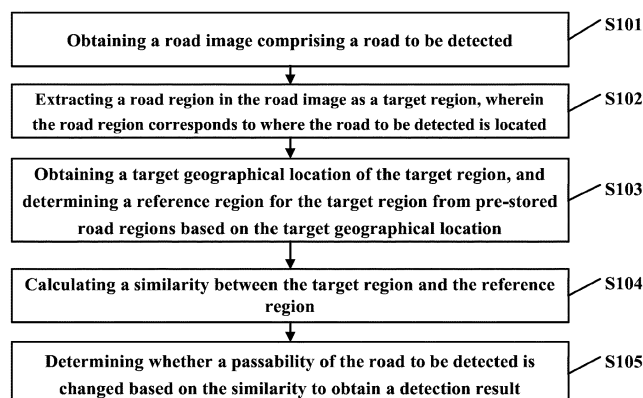 Obtaining a road image comprising a road to be detected
S101
Extracting a road region in the road image as a target region, wherein
the road region corresponds to where the road to be detected is located
S102
Obtaining a target geographical location of the target region, and
determining a reference region for the target region from pre-stored
road regions based on the target geographical location
S103
Calculating a similarity between the target region and the reference
region
S104
Determining whether a passability of the road to be detected is
changed based on the similarity to obtain a detection result
S105